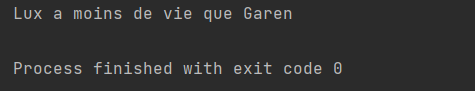 Lux a moins de vie que Garen
Process finished with exit code 0